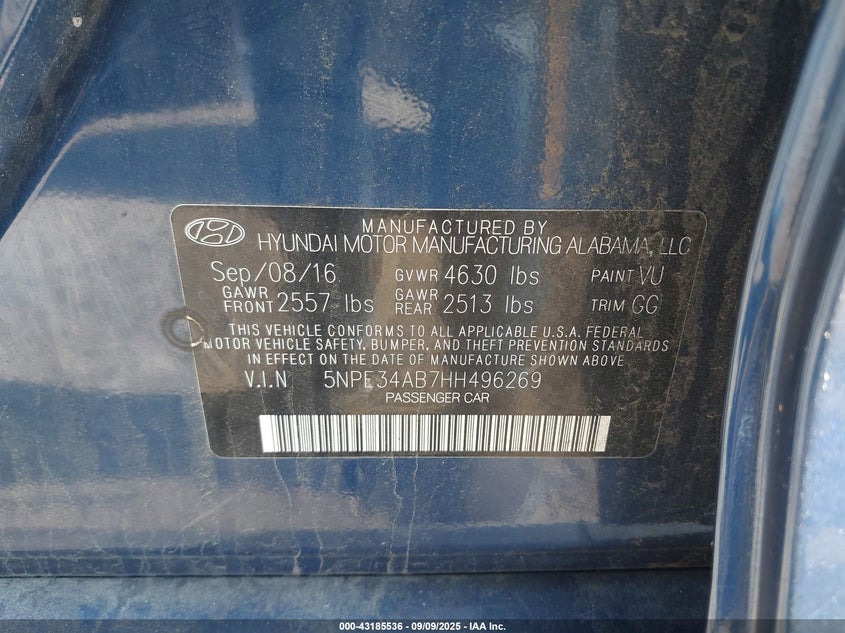 MANUFACTURED BY
HYUNDAI MOTOR MANUFACTURING ALABAMA, LLC
Sep/08/16 GVWR 4630 lbs PAINT VU
GAWR FRONT 2557 lbs GAWR REAR 2513 lbs TRIM GG
THIS VEHICLE CONFORMS TO ALL APPLICABLE U.S.A. FEDERAL
MOTOR VEHICLE SAFETY, BUMPER, AND THEFT PREVENTION STANDARDS
IN EFFECT ON THE DATE OF MANUFACTURE SHOWN ABOVE
V.I.N 5NPE34AB7HH496269
PASSENGER CAR
000-43185536 - 09/09/2025 - IAA Inc.